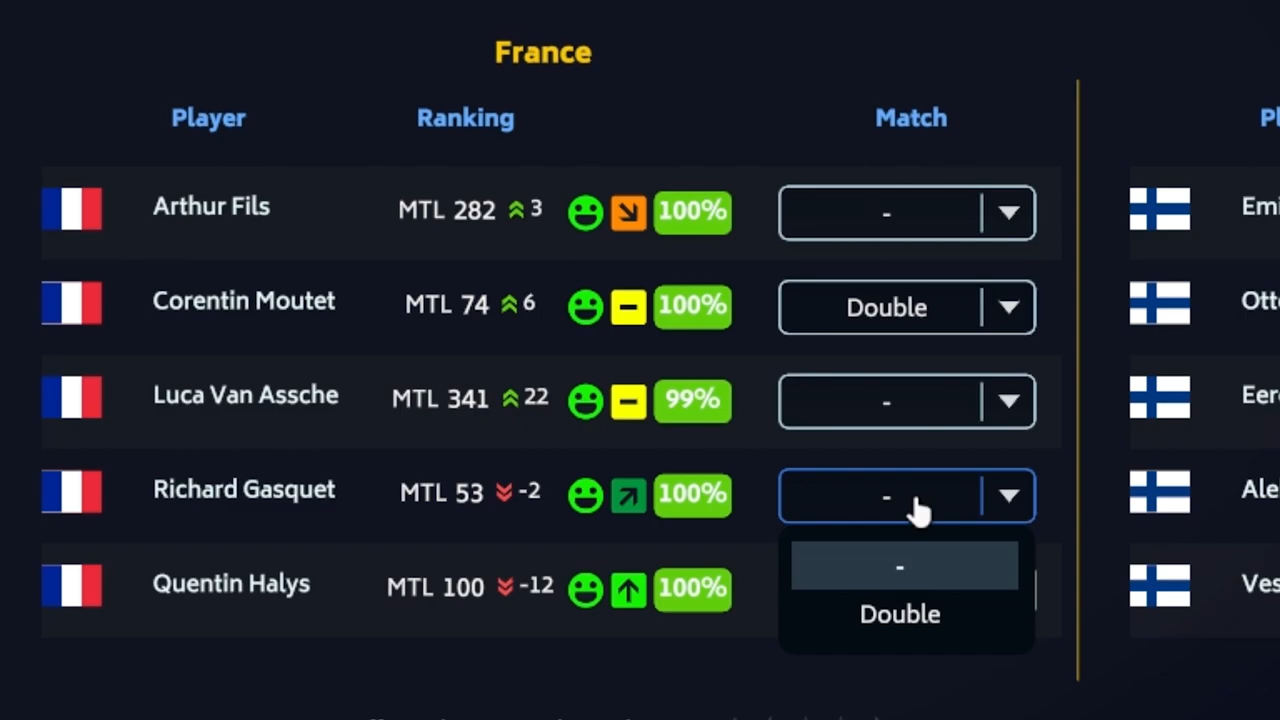 France
Player Ranking Match
Arthur Fils MTL 282 3 100% -
Corentin Moutet MTL 74 6 100% Double
Luca Van Assche MTL 341 22 99% -
Richard Gasquet MTL 53 -2 100% -
-
Quentin Halys MTL 100 -12 100%
Double